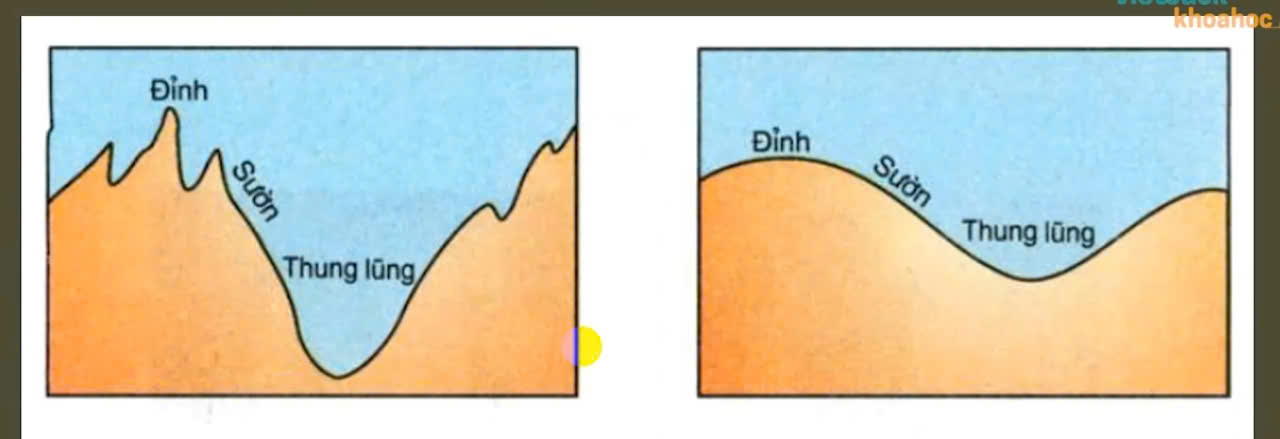 khoahoc
Đỉnh
Sườn
Thung lũng
Đỉnh
Sườn
Thung lũng